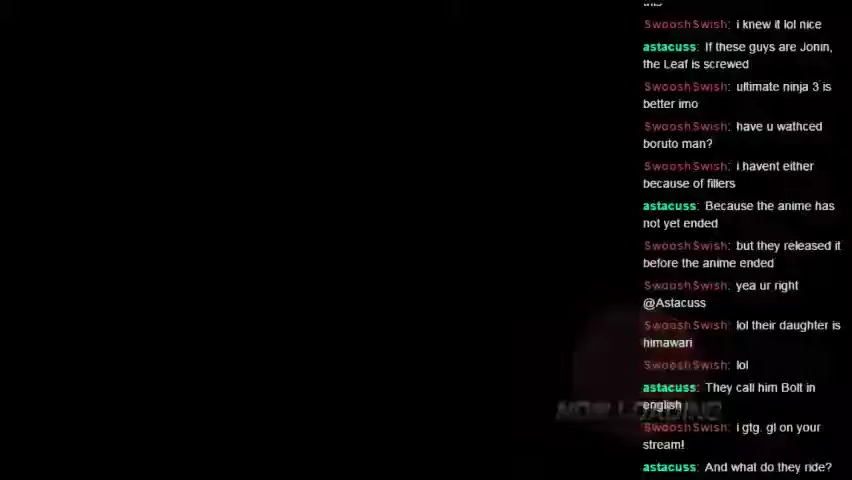 this
SwooshSwish: i knew it lol nice
astacuss: If these guys are Jonin,
the Leaf is screwed
SwooshSwish: ultimate ninja 3 is
better imo
SwooshSwish: have u wathced
boruto man?
SwooshSwish: i havent either
because of fillers
astacuss: Because the anime has
not yet ended
SwooshSwish: but they released it
before the anime ended
SwooshSwish: yea ur right
@Astacuss
SwooshSwish: lol their daughter is
himawari
SwooshSwish: lol
astacuss: They call him Bolt in
english
NOW LOADING
SwooshSwish: i gtg. gl on your
stream!
astacuss: And what do they ride?